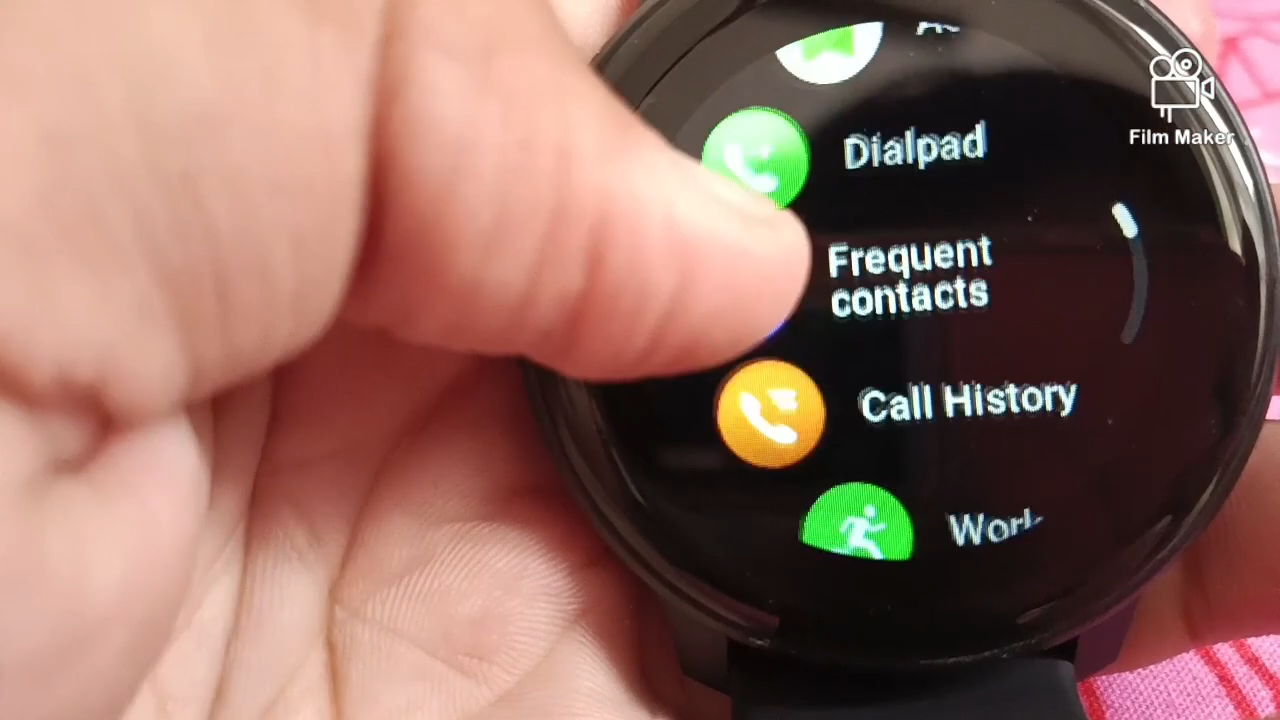 Film Maker
Dialpad
Frequent
contacts
Call History